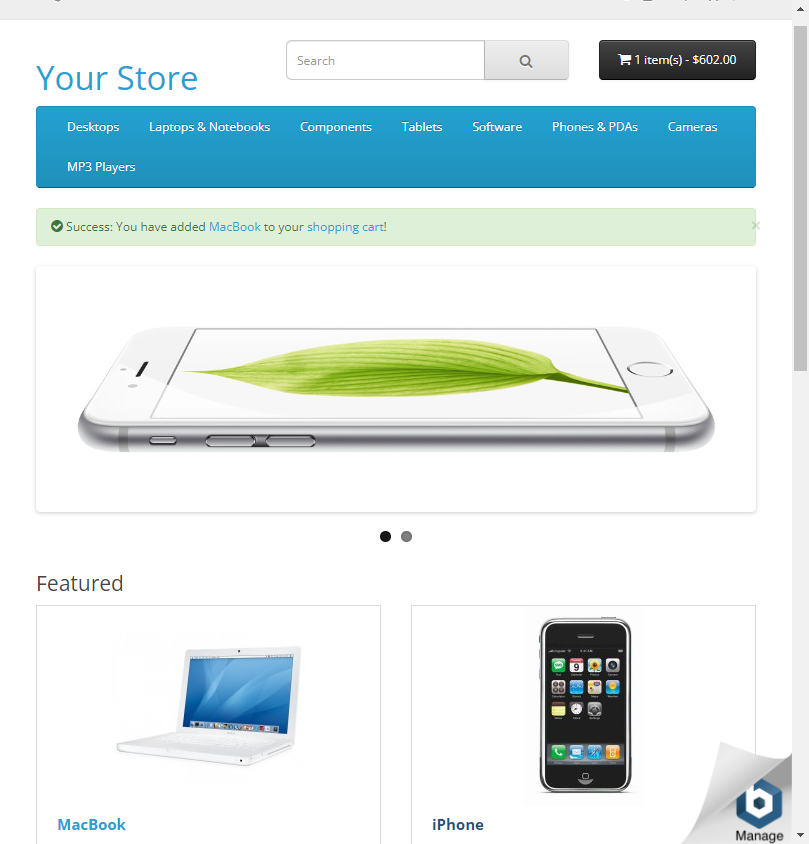 Your Store
Search
1 item(s) - $602.00
Desktops Laptops & Notebooks Components Tablets Software Phones & PDAs Cameras
MP3 Players
Success: You have added MacBook to your shopping cart!
×
Featured
MacBook
iPhone
Manage